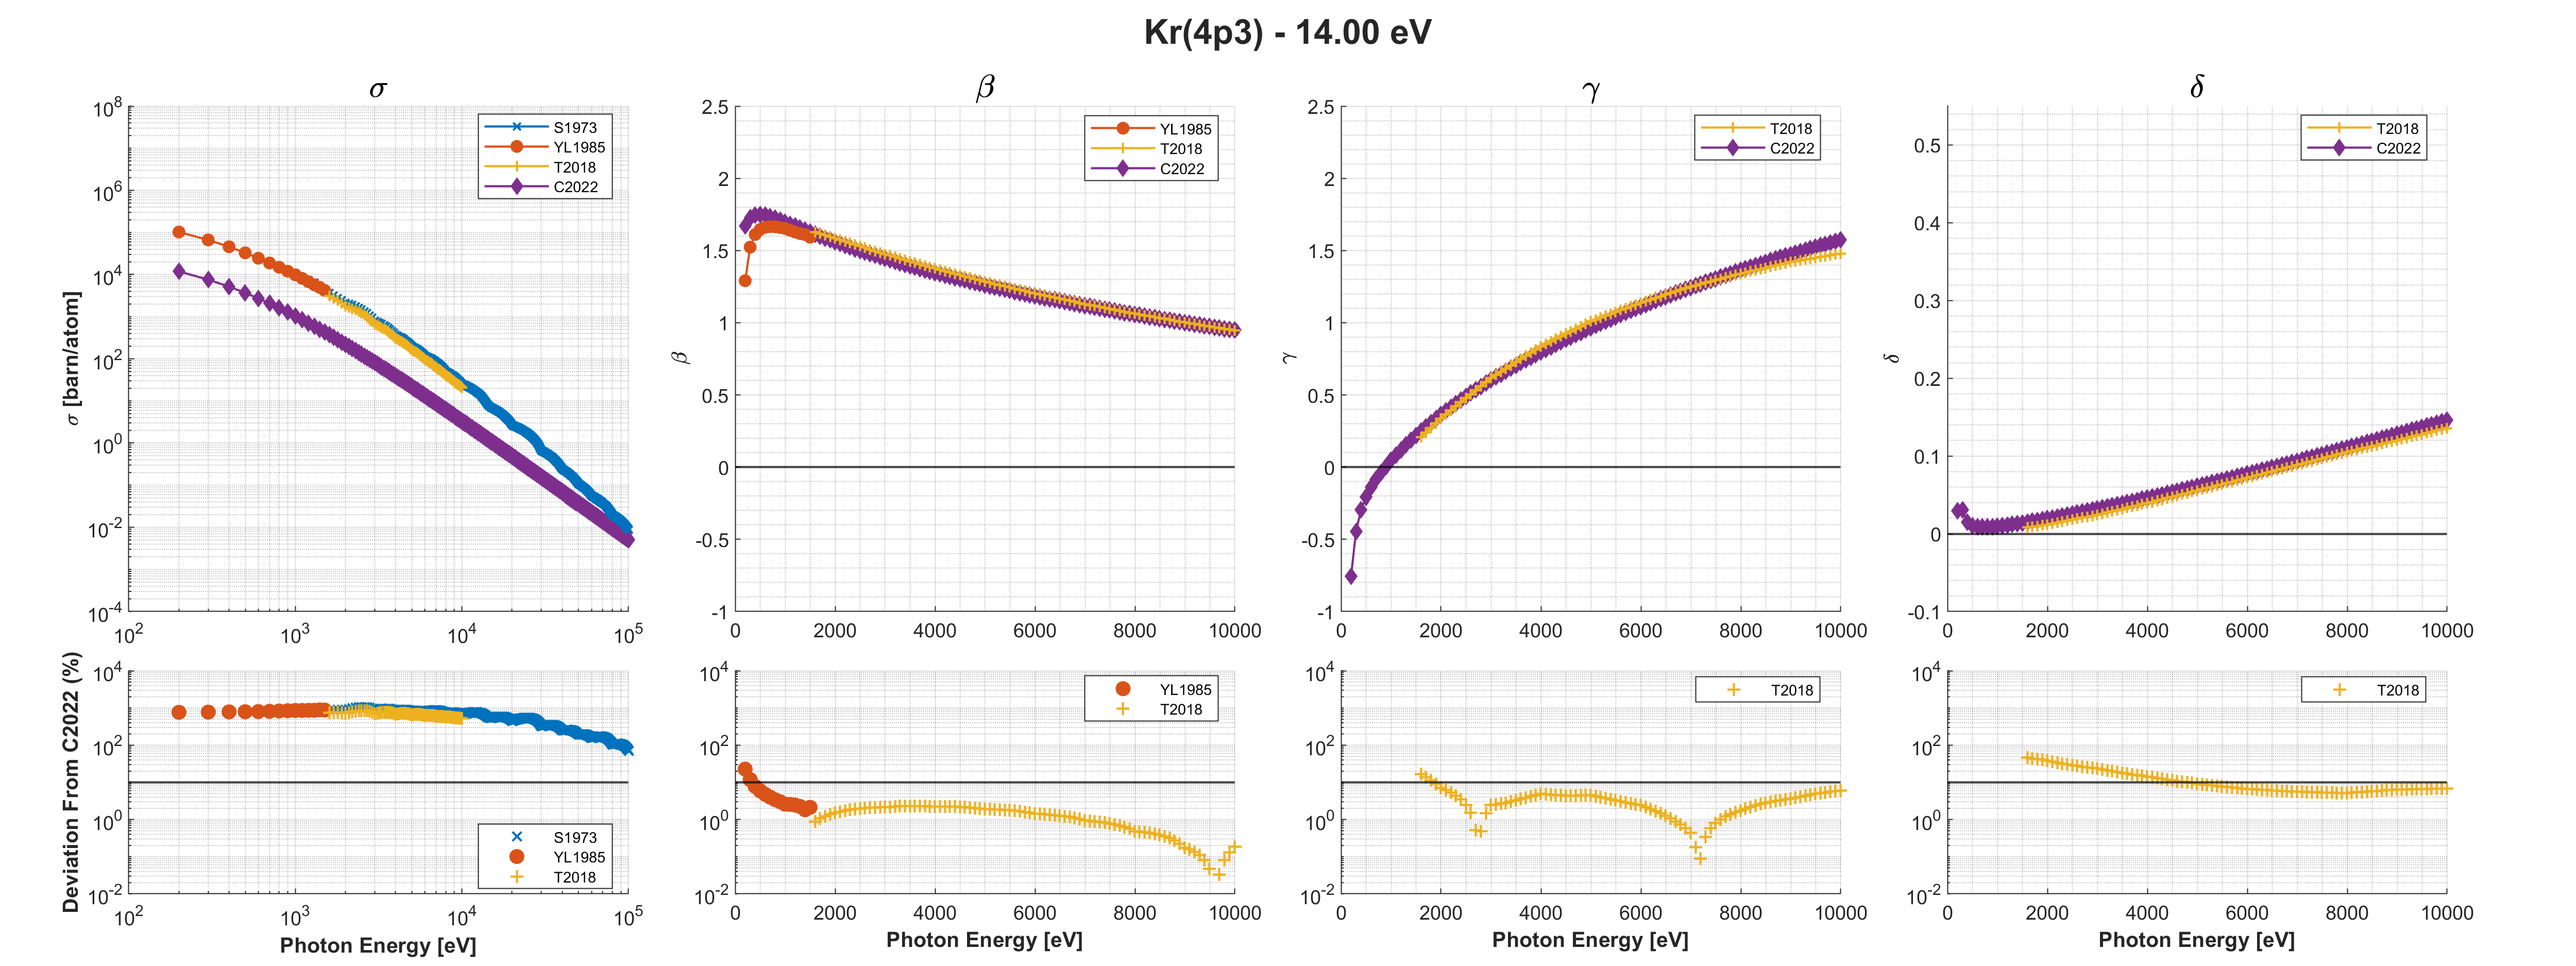 Kr(4p3) - 14.00 eV
σ
σ [barn/atom]
10^8
10^6
10^4
10^2
10^0
10^-2
10^-4
10^2
10^3
10^4
10^5
S1973
YL1985
T2018
C2022
β
β
2.5
2
1.5
1
0.5
0
-0.5
-1
0
2000
4000
6000
8000
10000
YL1985
T2018
C2022
γ
γ
2.5
2
1.5
1
0.5
0
-0.5
-1
0
2000
4000
6000
8000
10000
T2018
C2022
δ
δ
0.5
0.4
0.3
0.2
0.1
0
-0.1
0
2000
4000
6000
8000
10000
T2018
C2022
Deviation From C2022 (%)
10^4
10^2
10^0
10^-2
10^2
10^3
10^4
10^5
S1973
YL1985
T2018
Photon Energy [eV]
10^4
10^2
10^0
10^-2
0
2000
4000
6000
8000
10000
YL1985
T2018
Photon Energy [eV]
10^4
10^2
10^0
10^-2
0
2000
4000
6000
8000
10000
T2018
Photon Energy [eV]
10^4
10^2
10^0
10^-2
0
2000
4000
6000
8000
10000
T2018
Photon Energy [eV]